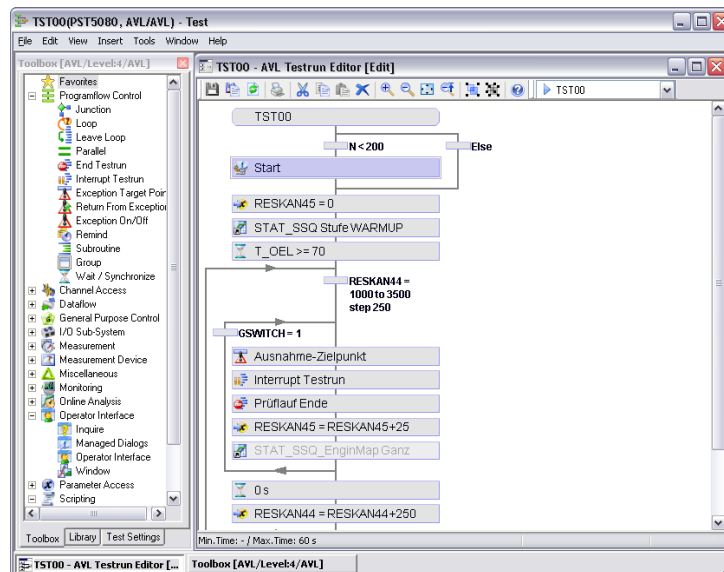 TST00(PST5080, AVL/AVL) - Test
File Edit View Insert Tools Window Help
Toolbox [AVL/Level:4/AVL]
Favorites
Programflow Control
Junction
Loop
Leave Loop
Parallel
End Testrun
Interrupt Testrun
Exception Target Poin
Return From Exception
Exception On/Off
Remind
Subroutine
Group
Wait / Synchronize
Channel Access
Dataflow
General Purpose Control
I/O Sub-System
Measurement
Measurement Device
Miscellaneous
Monitoring
Online Analysis
Operator Interface
Inquire
Managed Dialogs
Operator Interface
Window
Parameter Access
Scripting
Toolbox Library Test Settings
TST00 - AVL Testrun Editor [Edit]
TST00
TST00
N < 200
Else
Start
RESKAN45 = 0
STAT_SSQ Stufe WARMUP
T_OEL >= 70
RESKAN44 =
1000 to 3500
step 250
GSWITCH = 1
Ausnahme-Zielpunkt
Interrupt Testrun
Prüflauf Ende
RESKAN45 = RESKAN45+25
STAT_SSQ_EnginMap Ganz
0 s
RESKAN44 = RESKAN44+250
Min.Time: - / Max.Time: 60 s
TST00 - AVL Testrun Editor [... Toolbox [AVL/Level:4/AVL]